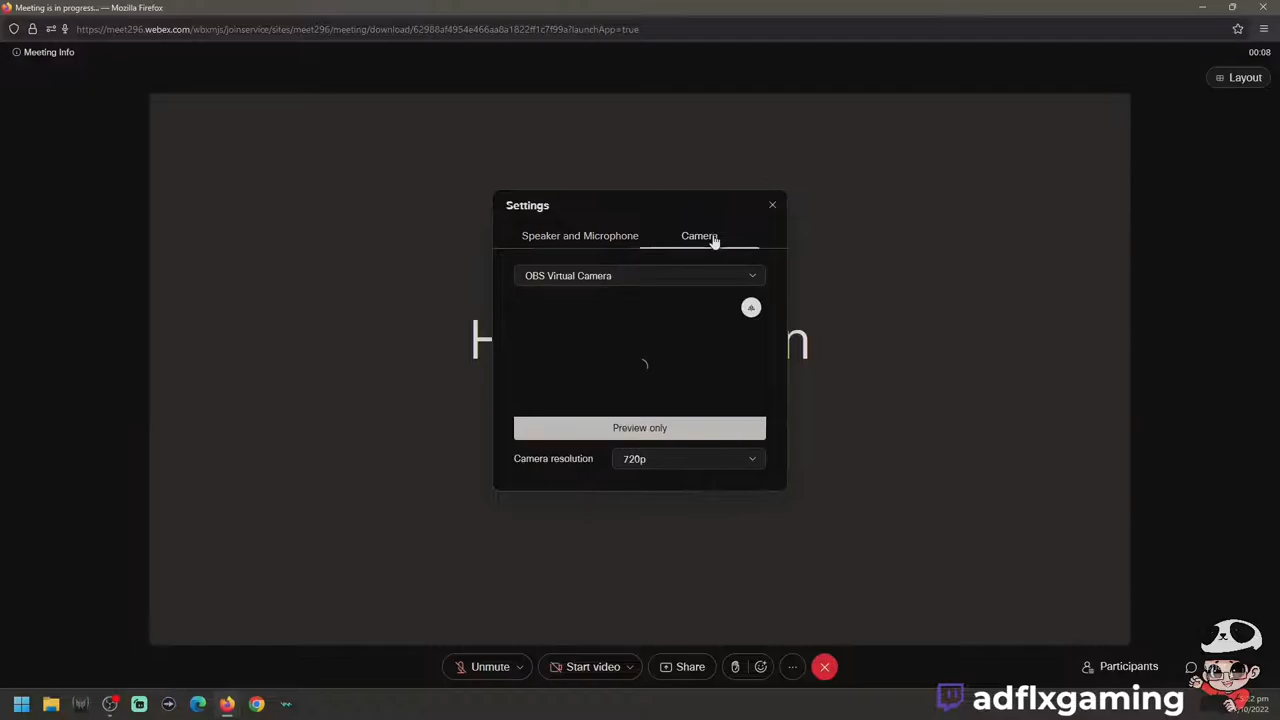 Meeting is in progress... — Mozilla Firefox
https://meet296.webex.com/wbxmjs/joinservice/sites/meet296/meeting/download/62988af4954e466aa8a1822ff1c7f99a?launchApp=true
Meeting Info
00:08
Layout
Settings
Speaker and Microphone
Camera
OBS Virtual Camera
H
n
Preview only
Camera resolution
720p
Unmute
Start video
Share
Participants
adflxgaming